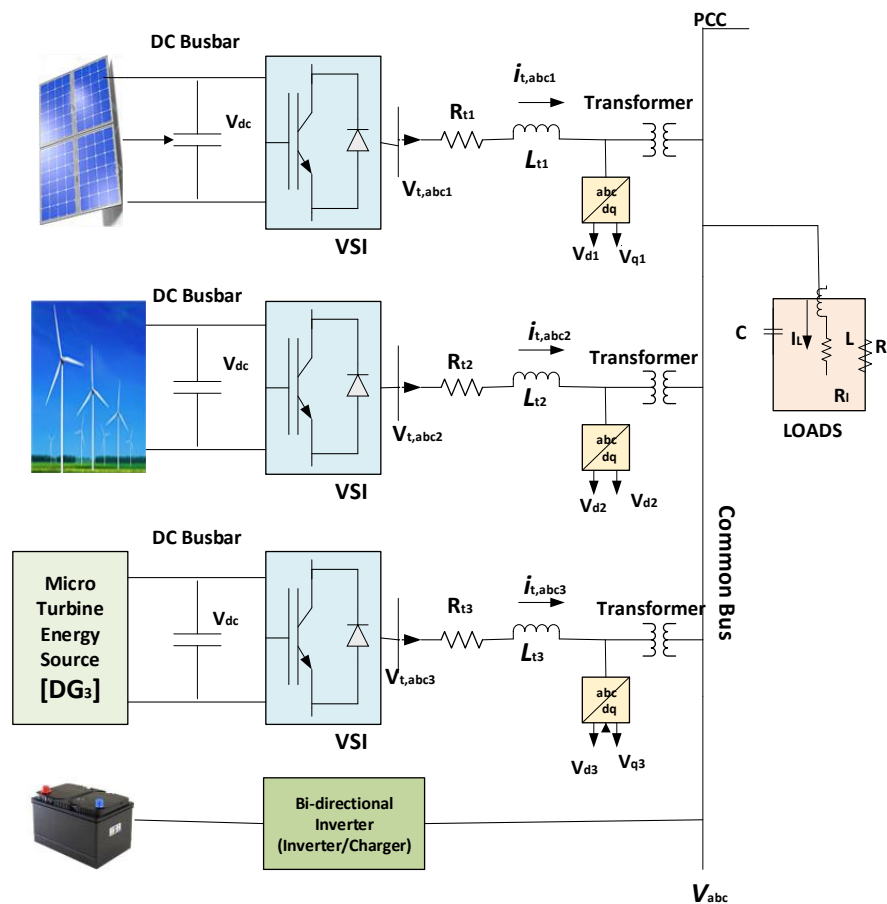 PCC
DC Busbar
Vdc
Rt1
it,abc1
Transformer
Lt1
Vt,abc1
abc
dq
Vd1
Vq1
VSI
DC Busbar
Vdc
Rt2
it,abc2
Transformer
Lt2
Vt,abc2
abc
dq
Vd2
Vd2
VSI
C
IL
L
R
Rl
LOADS
Common Bus
DC Busbar
Micro
Turbine
Energy
Source
[DG3]
Vdc
Rt3
it,abc3
Transformer
Lt3
Vt,abc3
abc
dq
Vd3
Vq3
VSI
Bi-directional
Inverter
(Inverter/Charger)
Vabc